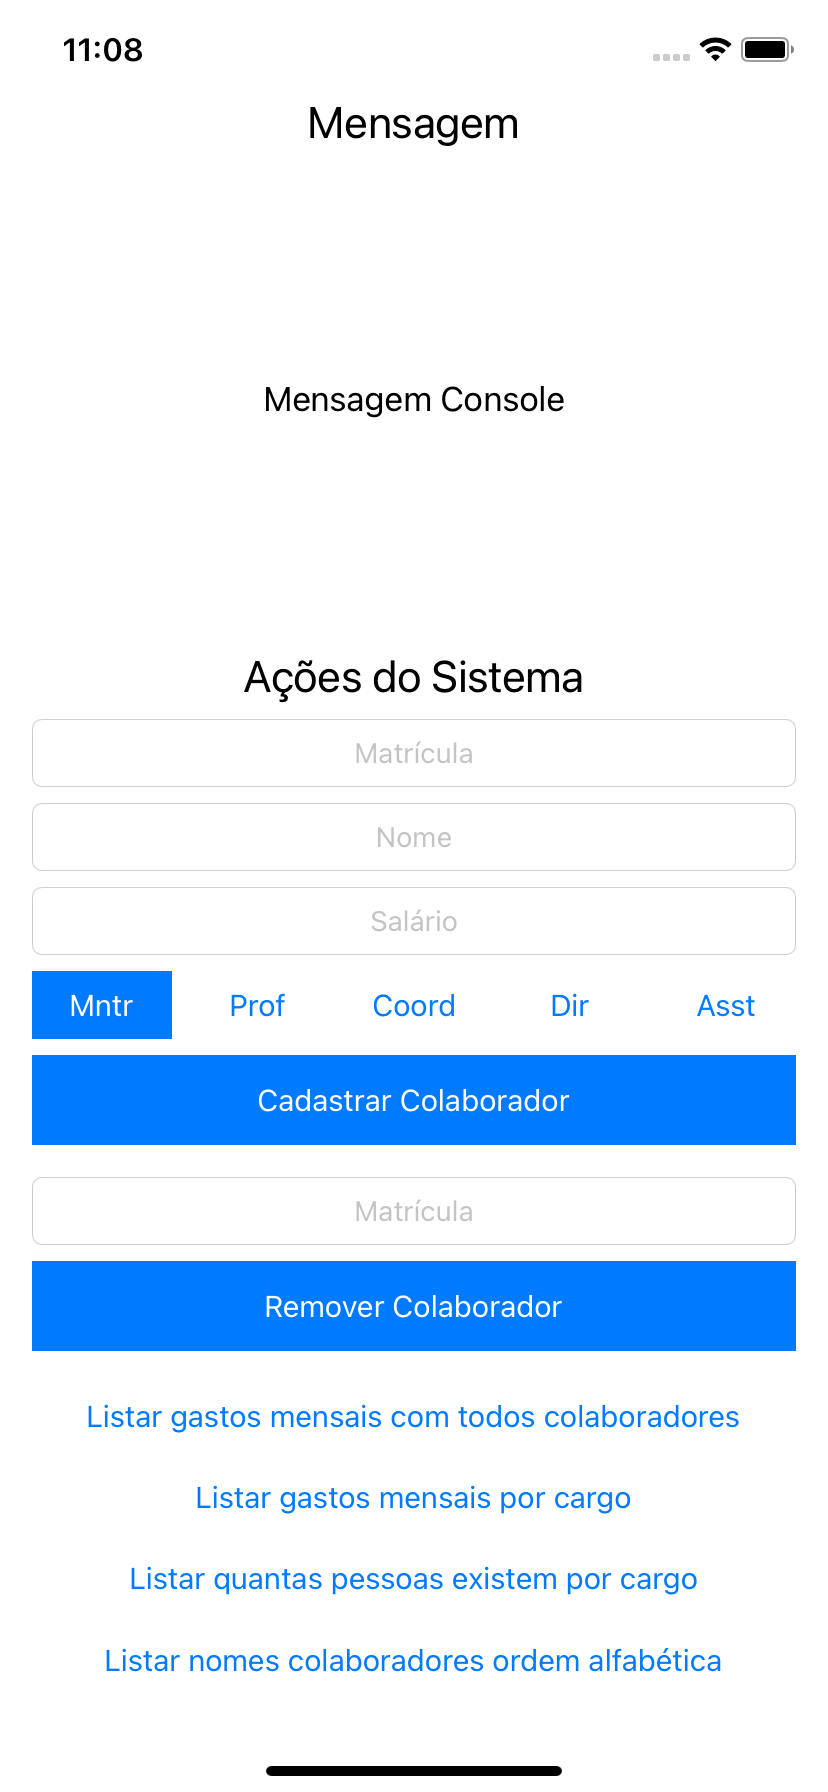 11:08
Mensagem
Mensagem Console
Ações do Sistema
Matrícula
Nome
Salário
Mntr Prof Coord Dir Asst
Cadastrar Colaborador
Matrícula
Remover Colaborador
Listar gastos mensais com todos colaboradores
Listar gastos mensais por cargo
Listar quantas pessoas existem por cargo
Listar nomes colaboradores ordem alfabética